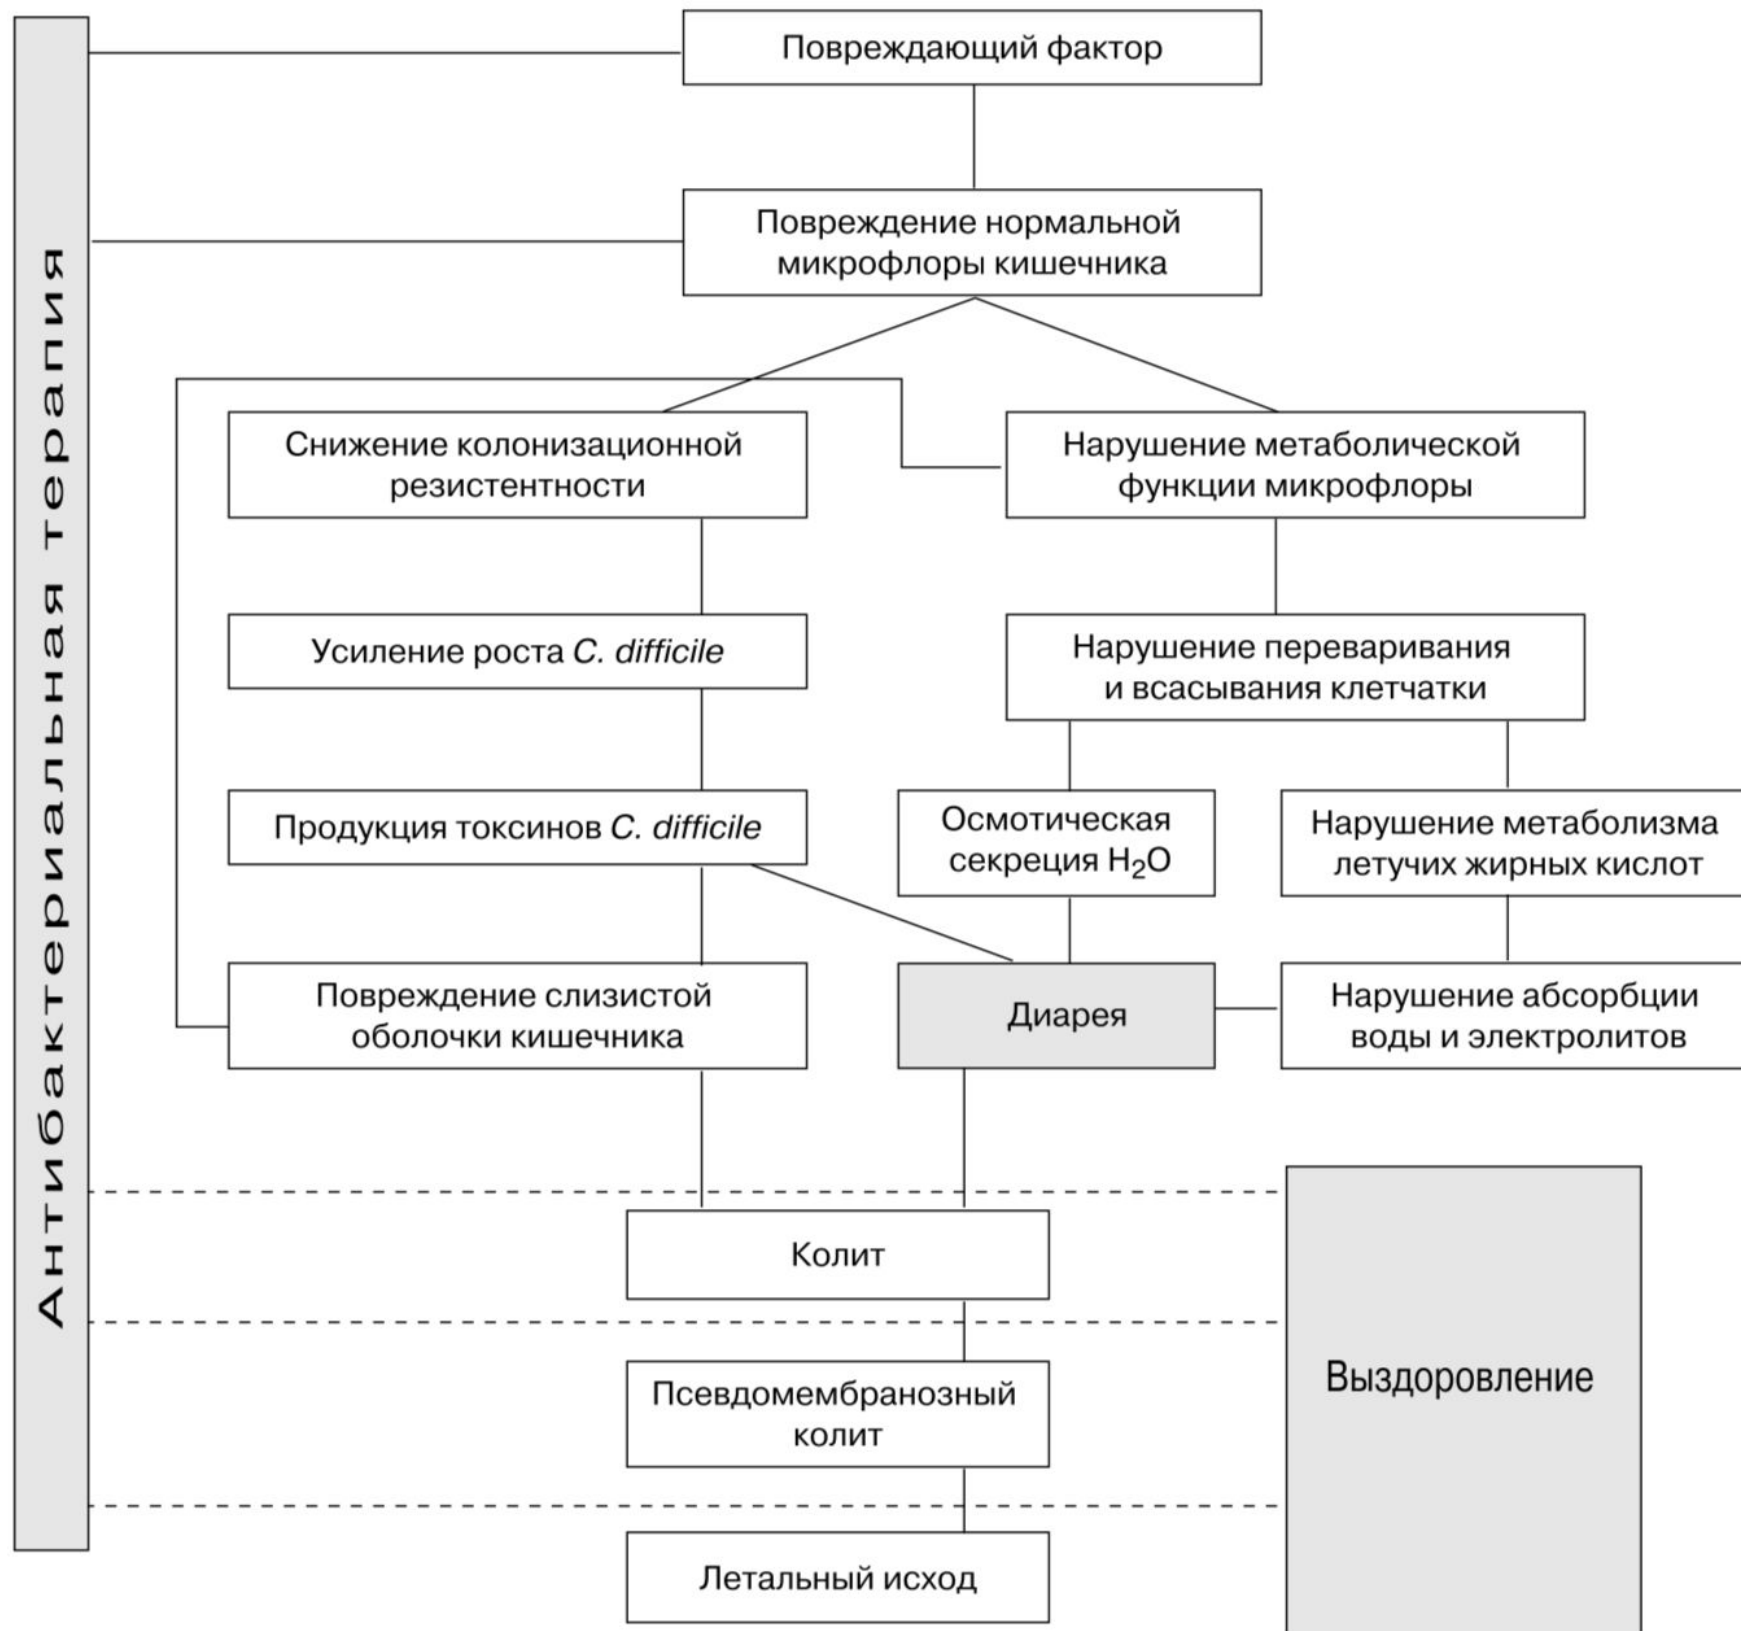 Антибактериальная терапия
Повреждающий фактор
Повреждение нормальной
микрофлоры кишечника
Снижение колонизационной
резистентности
Нарушение метаболической
функции микрофлоры
Усиление роста C. difficile
Нарушение переваривания
и всасывания клетчатки
Продукция токсинов C. difficile
Осмотическая
секреция H₂O
Нарушение метаболизма
летучих жирных кислот
Повреждение слизистой
оболочки кишечника
Диарея
Нарушение абсорбции
воды и электролитов
Колит
Псевдомембранозный
колит
Выздоровление
Летальный исход